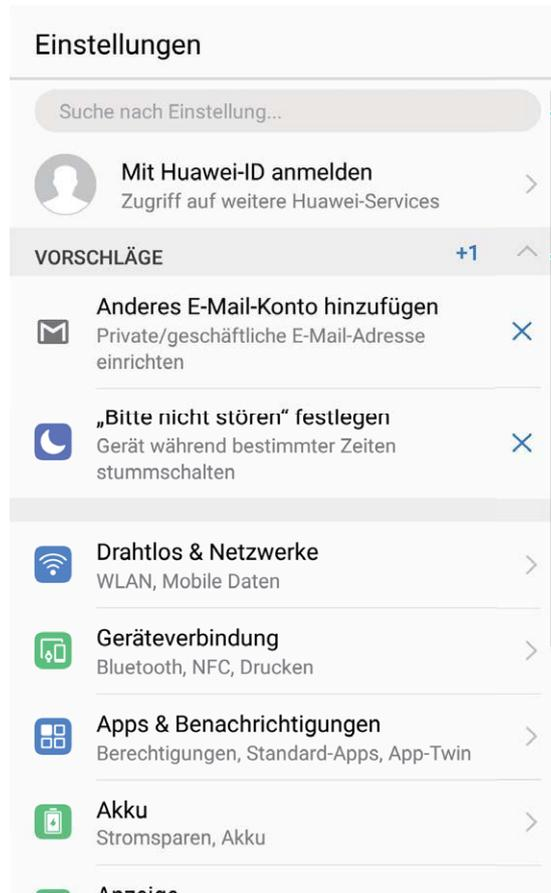 Einstellungen
Suche nach Einstellung...
Mit Huawei-ID anmelden
Zugriff auf weitere Huawei-Services
VORSCHLÄGE +1
Anderes E-Mail-Konto hinzufügen
Private/geschäftliche E-Mail-Adresse
einrichten
„Bitte nicht stören“ festlegen
Gerät während bestimmter Zeiten
stummschalten
Drahtlos & Netzwerke
WLAN, Mobile Daten
Geräteverbindung
Bluetooth, NFC, Drucken
Apps & Benachrichtigungen
Berechtigungen, Standard-Apps, App-Twin
Akku
Stromsparen, Akku
Anzeige